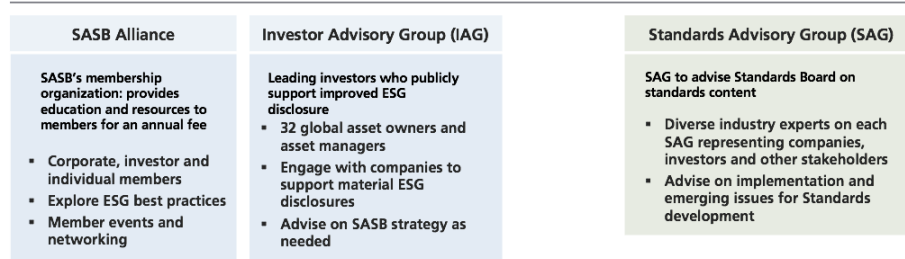 SASB Alliance
SASB's membership
organization: provides
education and resources to
members for an annual fee
▪ Corporate, investor and
individual members
▪ Explore ESG best practices
▪ Member events and
networking
Investor Advisory Group (IAG)
Leading investors who publicly
support improved ESG
disclosure
▪ 32 global asset owners and
asset managers
▪ Engage with companies to
support material ESG
disclosures
▪ Advise on SASB strategy as
needed
Standards Advisory Group (SAG)
SAG to advise Standards Board on
standards content
▪ Diverse industry experts on each
SAG representing companies,
investors and other stakeholders
▪ Advise on implementation and
emerging issues for Standards
development